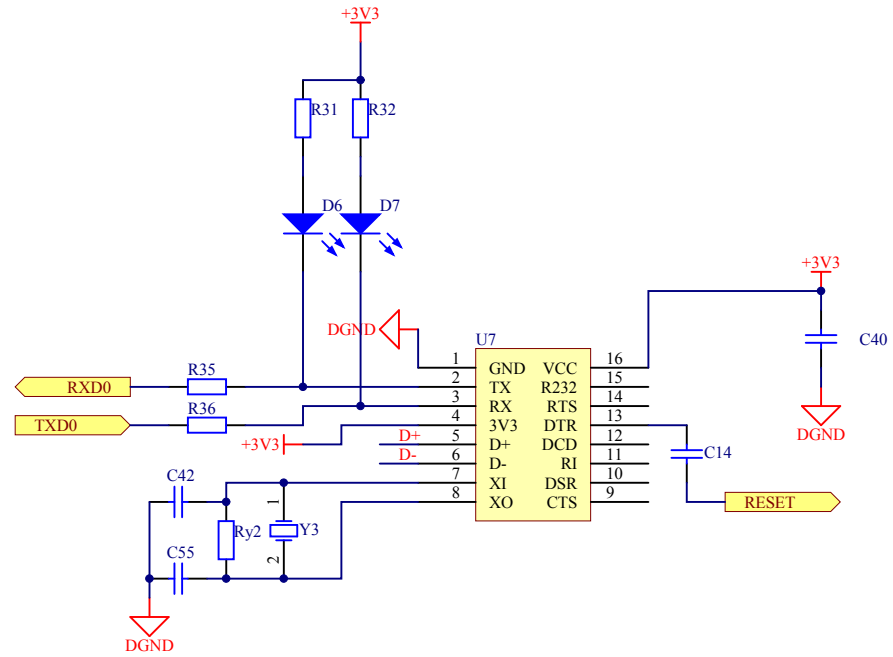 +3V3
R31 R32
D6 D7
+3V3
DGND
C40
U7
1 GND VCC 16
2 TX R232 15
3 RX RTS 14
4 3V3 DTR 13
5 D+ DCD 12
6 D- RI 11
7 XI DSR 10
8 XO CTS 9
R35
RXD0
R36
TXD0
+3V3
D+
D-
DGND
C14
RESET
C42
1
Ry2 Y3
C55 2
DGND